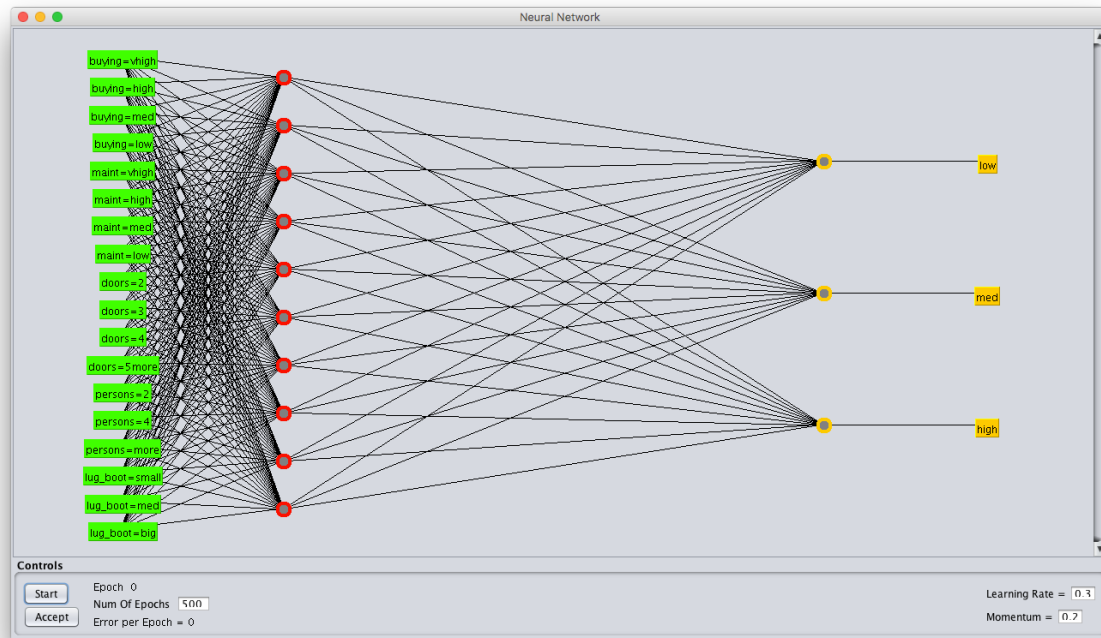 Neural Network
buying=vhigh
buying=high
buying=med
buying=low
maint=vhigh
maint=high
maint=med
maint=low
doors=2
doors=3
doors=4
doors=5more
persons=2
persons=4
persons=more
lug_boot=small
lug_boot=med
lug_boot=big
low
med
high
Controls
Start
Accept
Epoch 0
Num Of Epochs 500
Error per Epoch = 0
Learning Rate = 0.3
Momentum = 0.2